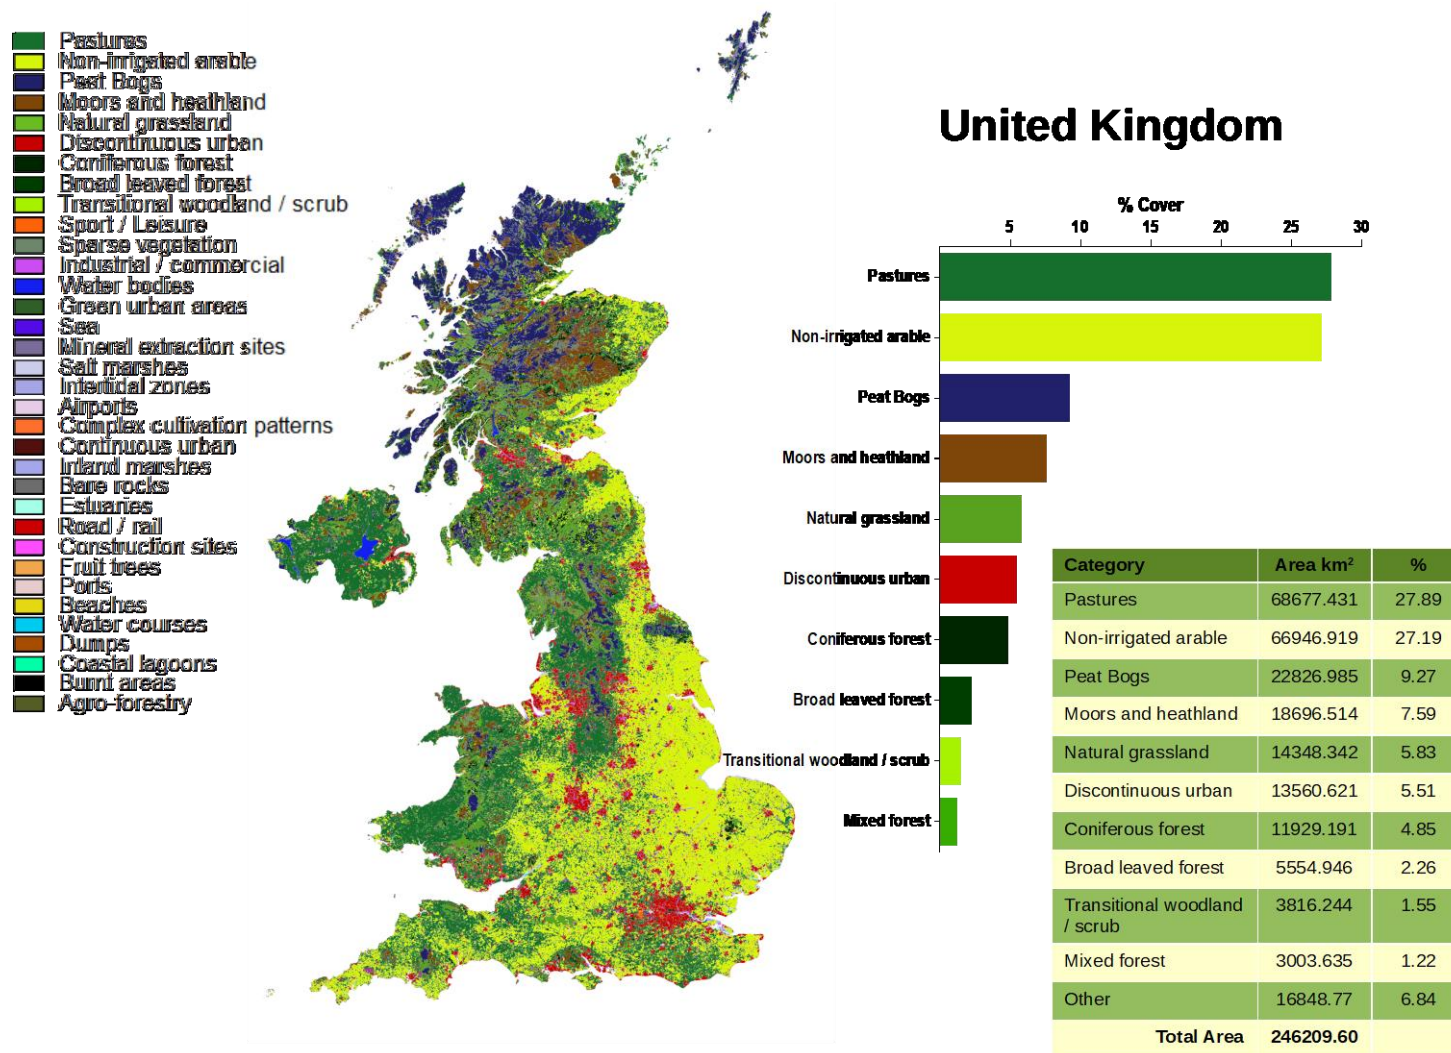 Pastures
Non-irrigated arable
Peat Bogs
Moors and heathland
Natural grassland
Discontinuous urban
Coniferous forest
Broad leaved forest
Transitional woodland / scrub
Sport / Leisure
Sparse vegetation
Industrial / commercial
Water bodies
Green urban areas
Sea
Mineral extraction sites
Salt marshes
Intertidal zones
Airports
Complex cultivation patterns
Continuous urban
Inland marshes
Bare rocks
Estuaries
Road / rail
Construction sites
Fruit trees
Ports
Beaches
Water courses
Dumps
Coastal lagoons
Burnt areas
Agro-forestry
United Kingdom
% Cover
5 10 15 20 25 30
Pastures
Non-irrigated arable
Peat Bogs
Moors and heathland
Natural grassland
Discontinuous urban
Coniferous forest
Broad leaved forest
Transitional woodland / scrub
Mixed forest
Category Area km² %
Pastures 68677.431 27.89
Non-irrigated arable 66946.919 27.19
Peat Bogs 22826.985 9.27
Moors and heathland 18696.514 7.59
Natural grassland 14348.342 5.83
Discontinuous urban 13560.621 5.51
Coniferous forest 11929.191 4.85
Broad leaved forest 5554.946 2.26
Transitional woodland 3816.244 1.55
/ scrub
Mixed forest 3003.635 1.22
Other 16848.77 6.84
Total Area 246209.60